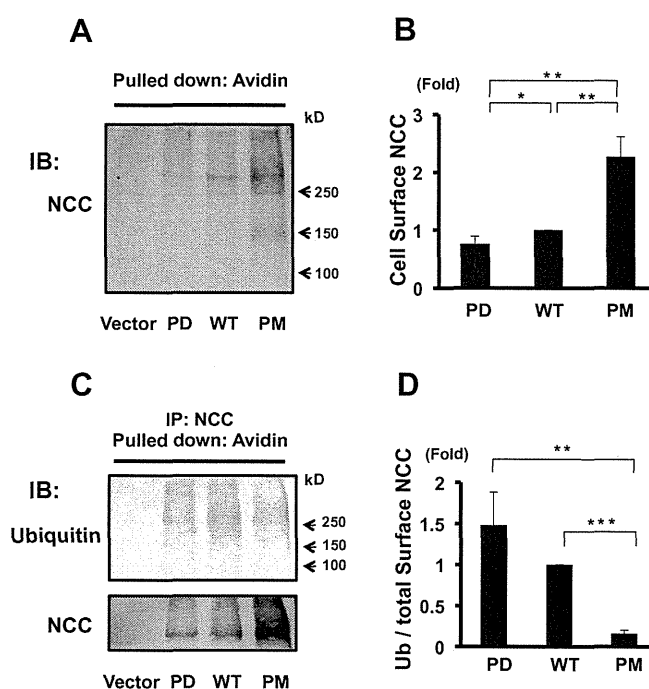 A
Pulled down: Avidin
kD
IB:
NCC
250
150
100
Vector PD WT PM
B
(Fold)
**
* **
Cell Surface NCC
3
2
1
0
PD WT PM
C
IP: NCC
Pulled down: Avidin
kD
IB:
Ubiquitin
250
150
100
NCC
Vector PD WT PM
D
(Fold)
**
***
Ub / total Surface NCC
2
1.5
1
0.5
0
PD WT PM